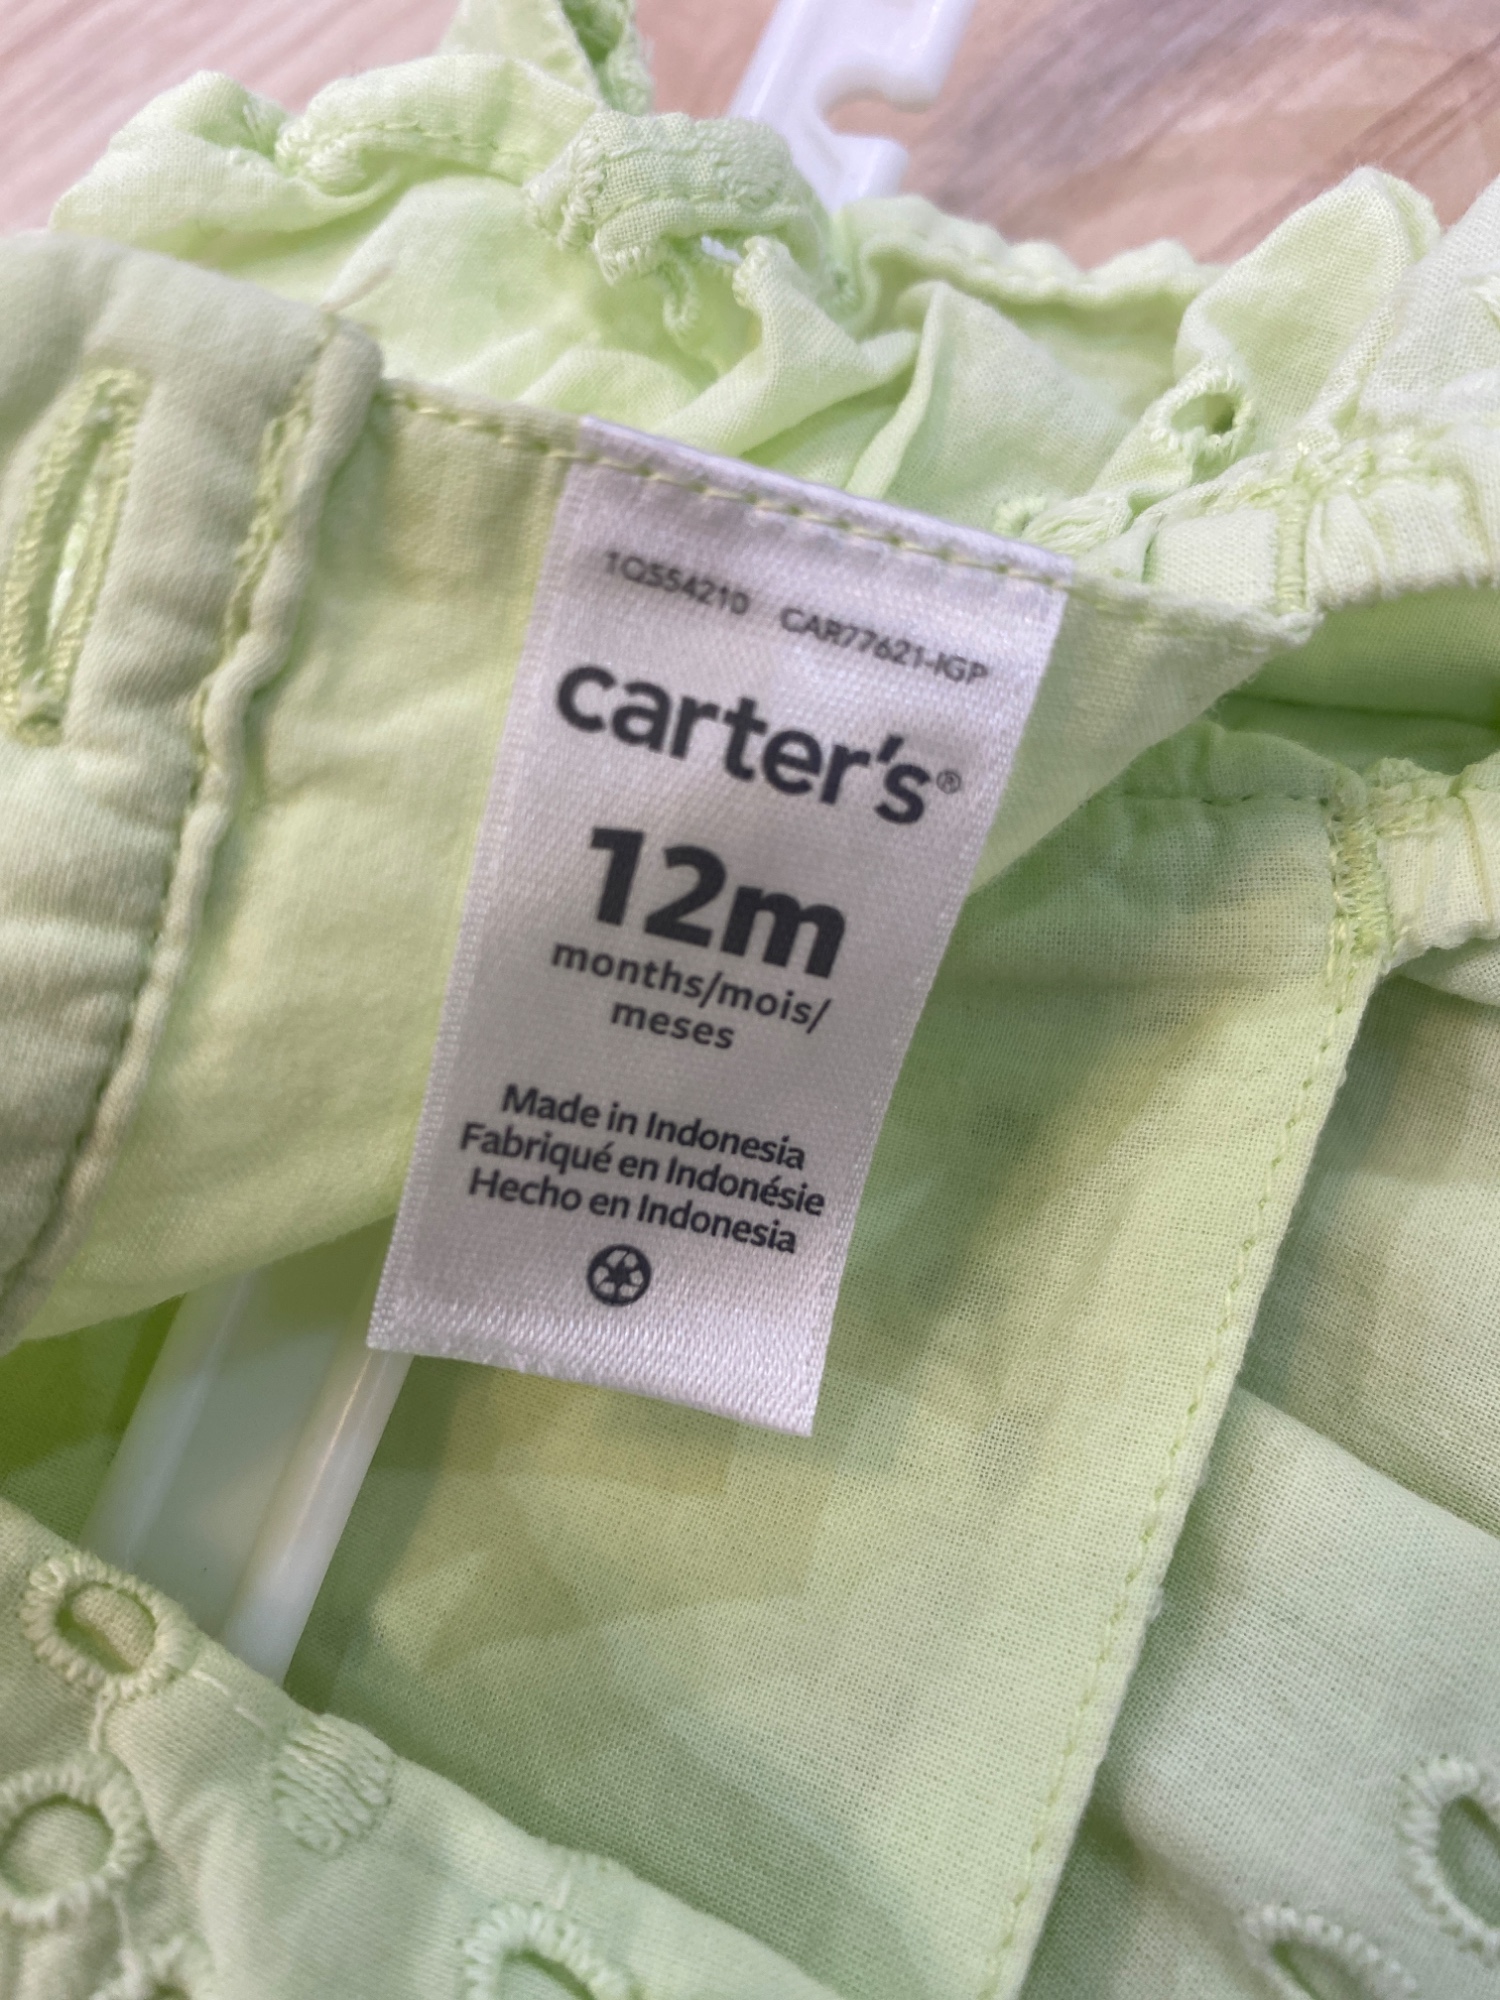 1Q554210 CAR77621-IGP
carter's®
12m
months/mois/
meses
Made in Indonesia
Fabriqué en Indonésie
Hecho en Indonesia